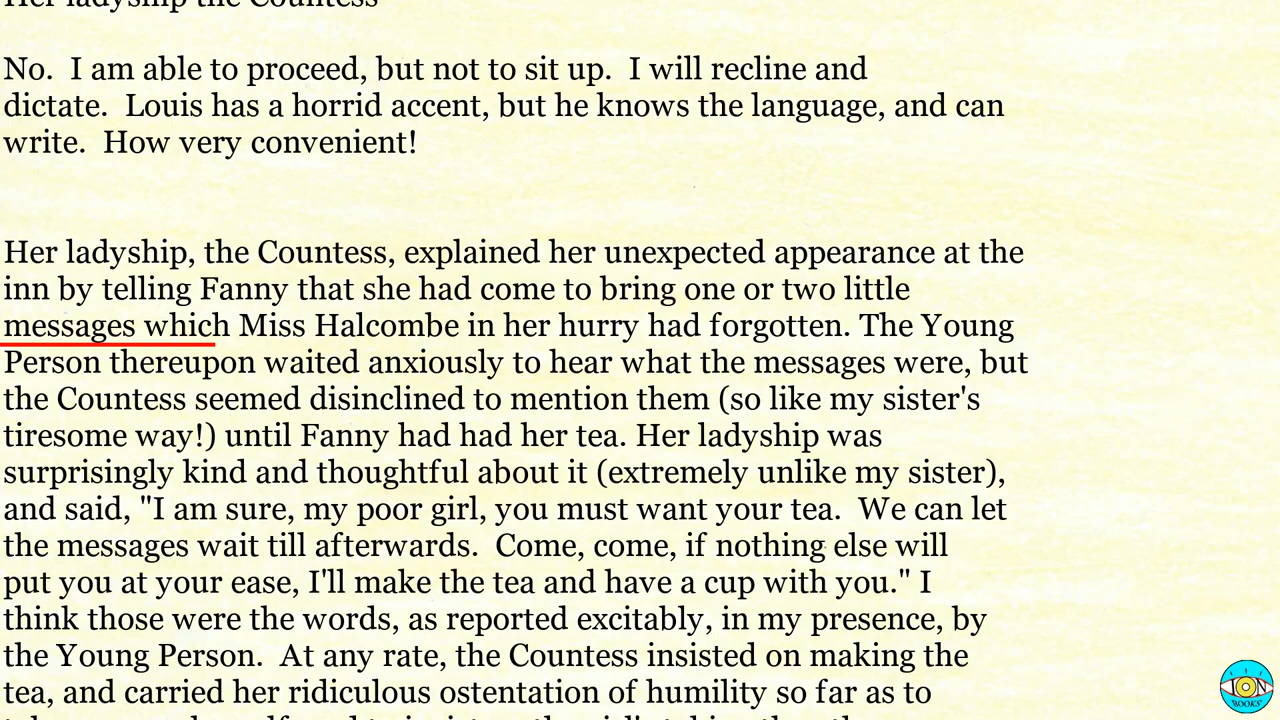 Her ladyship the Countess
No.  I am able to proceed, but not to sit up.  I will recline and
dictate.  Louis has a horrid accent, but he knows the language, and can
write.  How very convenient!
Her ladyship, the Countess, explained her unexpected appearance at the
inn by telling Fanny that she had come to bring one or two little
messages which Miss Halcombe in her hurry had forgotten. The Young
Person thereupon waited anxiously to hear what the messages were, but
the Countess seemed disinclined to mention them (so like my sister's
tiresome way!) until Fanny had had her tea. Her ladyship was
surprisingly kind and thoughtful about it (extremely unlike my sister),
and said, "I am sure, my poor girl, you must want your tea.  We can let
the messages wait till afterwards.  Come, come, if nothing else will
put you at your ease, I'll make the tea and have a cup with you." I
think those were the words, as reported excitably, in my presence, by
the Young Person.  At any rate, the Countess insisted on making the
tea, and carried her ridiculous ostentation of humility so far as to
ION
BOOKS